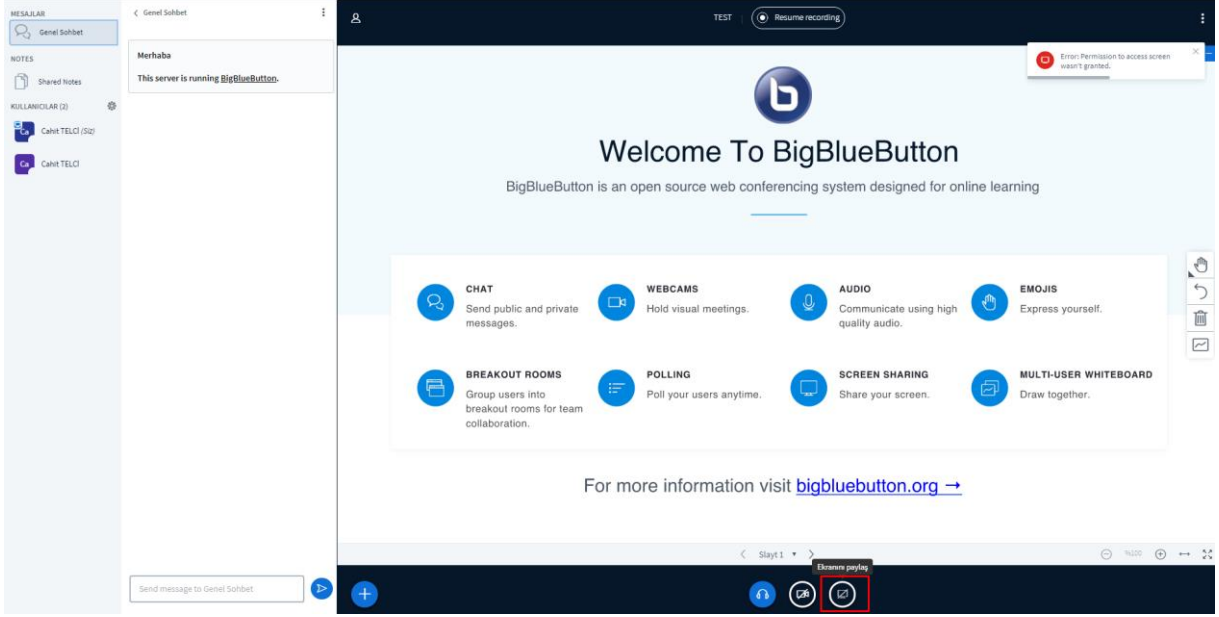 MESAJLAR
Genel Sohbet
NOTES
Shared Notes
KULLANICILAR (2)
Ca Cahit TELCİ (Siz)
Ca Cahit TELCİ
Genel Sohbet
Merhaba
This server is running BigBlueButton.
Send message to Genel Sohbet
TEST
Resume recording
Error: Permission to access screen
wasn't granted.
b
Welcome To BigBlueButton
BigBlueButton is an open source web conferencing system designed for online learning
CHAT
Send public and private
messages.
WEBCAMS
Hold visual meetings.
AUDIO
Communicate using high
quality audio.
EMOJIS
Express yourself.
BREAKOUT ROOMS
Group users into
breakout rooms for team
collaboration.
POLLING
Poll your users anytime.
SCREEN SHARING
Share your screen.
MULTI-USER WHITEBOARD
Draw together.
For more information visit bigbluebutton.org →
Slayt 1
%100
Ekranını paylaş